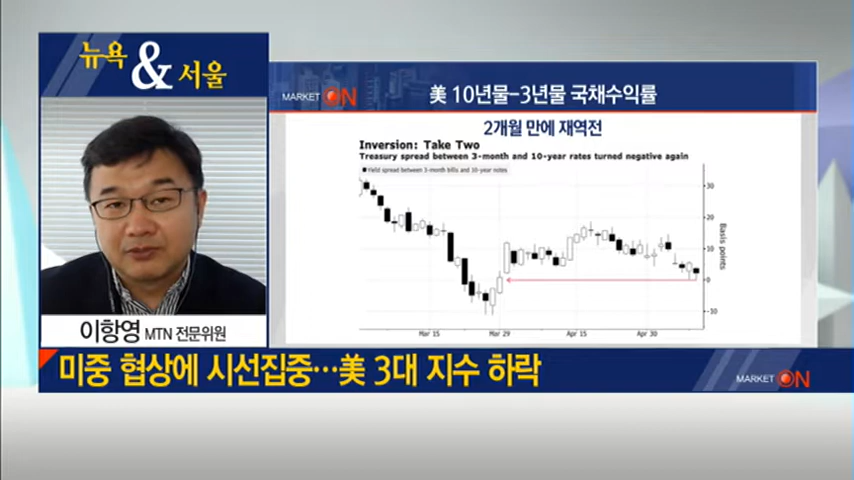 뉴욕
&
서울
MARKET ON
美 10년물-3년물 국채수익률
2개월 만에 재역전
Inversion: Take Two
Treasury spread between 3-month and 10-year rates turned negative again
Yield spread between 3-month bills and 10-year notes
30
20
10
0
-10
Basis points
Mar 15
Mar 29
Apr 15
Apr 30
이항영 MTN 전문위원
미중 협상에 시선집중…美 3대 지수 하락
MARKET ON